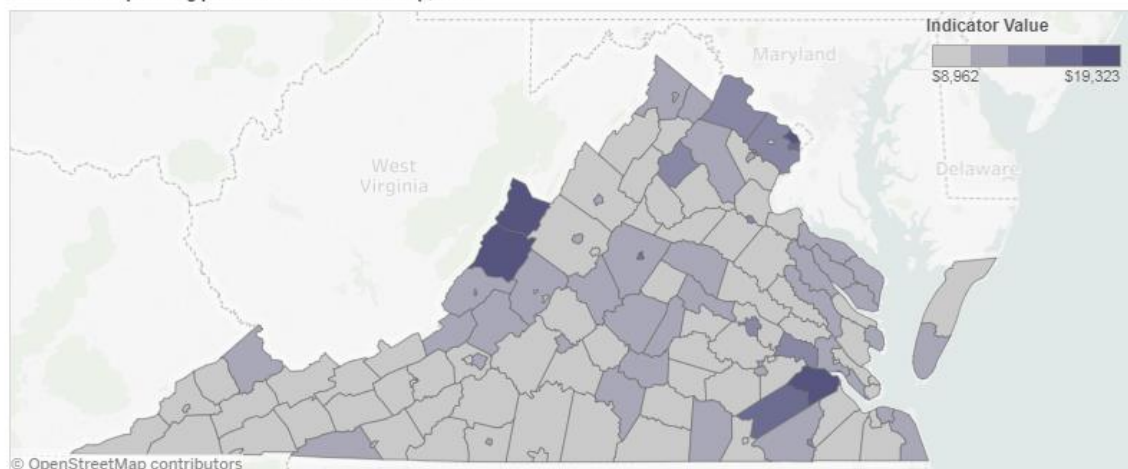 Indicator Value
$8,962 $19,323
Maryland
West
Virginia
Delaware
© OpenStreetMap contributors